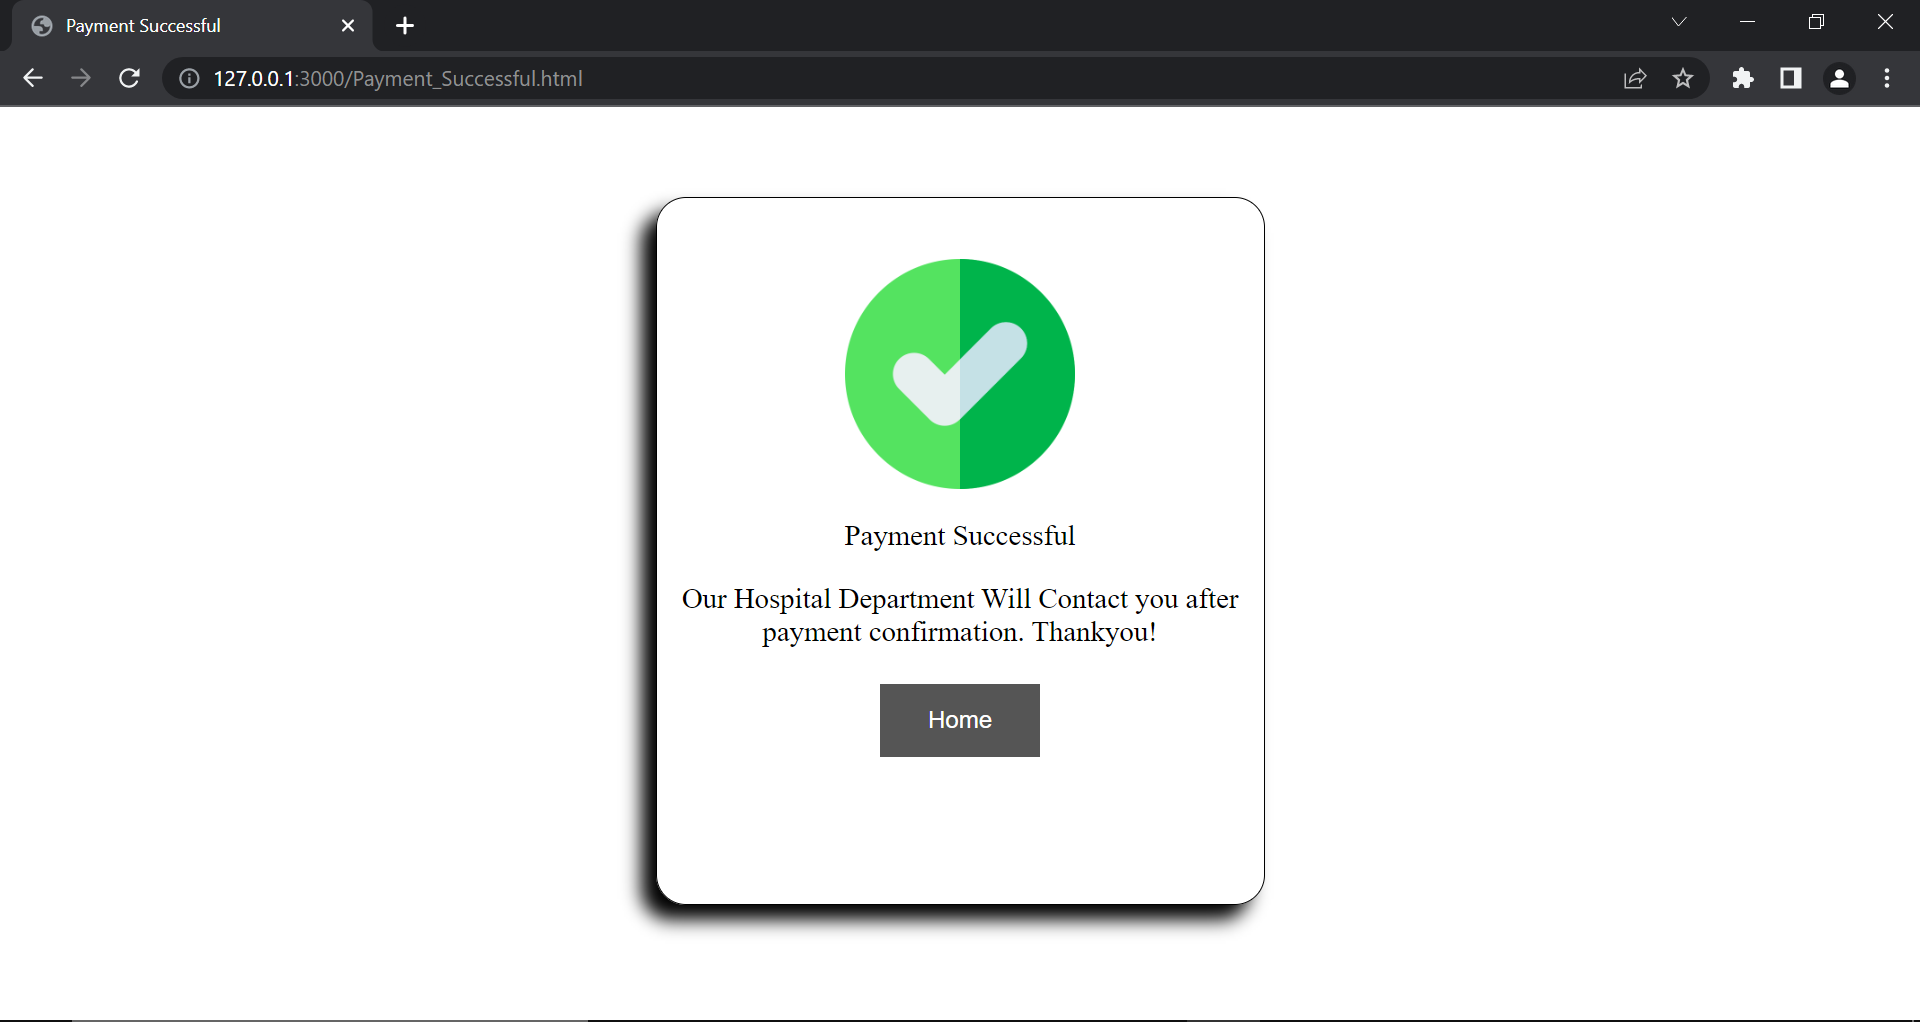 Payment Successful
127.0.0.1:3000/Payment_Successful.html
Payment Successful
Our Hospital Department Will Contact you after
payment confirmation. Thankyou!
Home